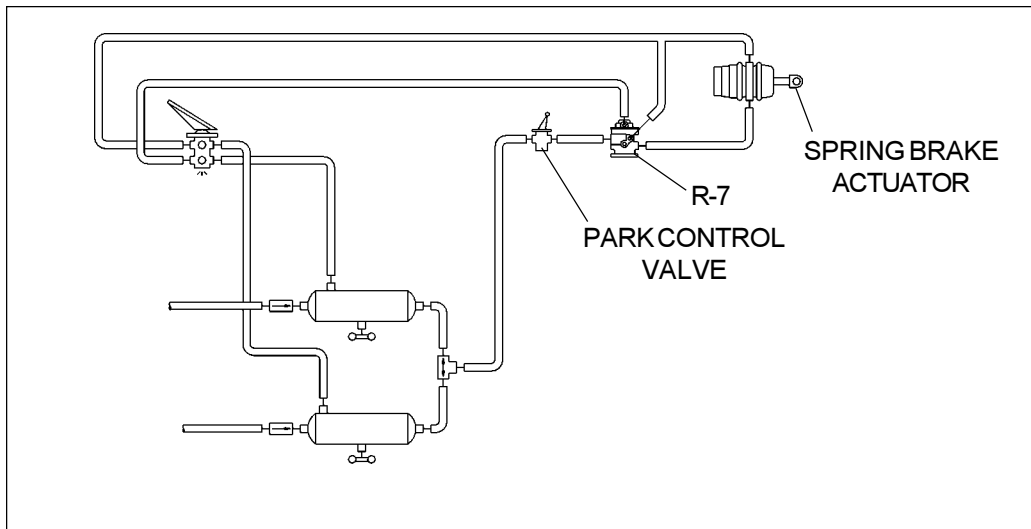 SPRING BRAKE
ACTUATOR
R-7
PARK CONTROL
VALVE